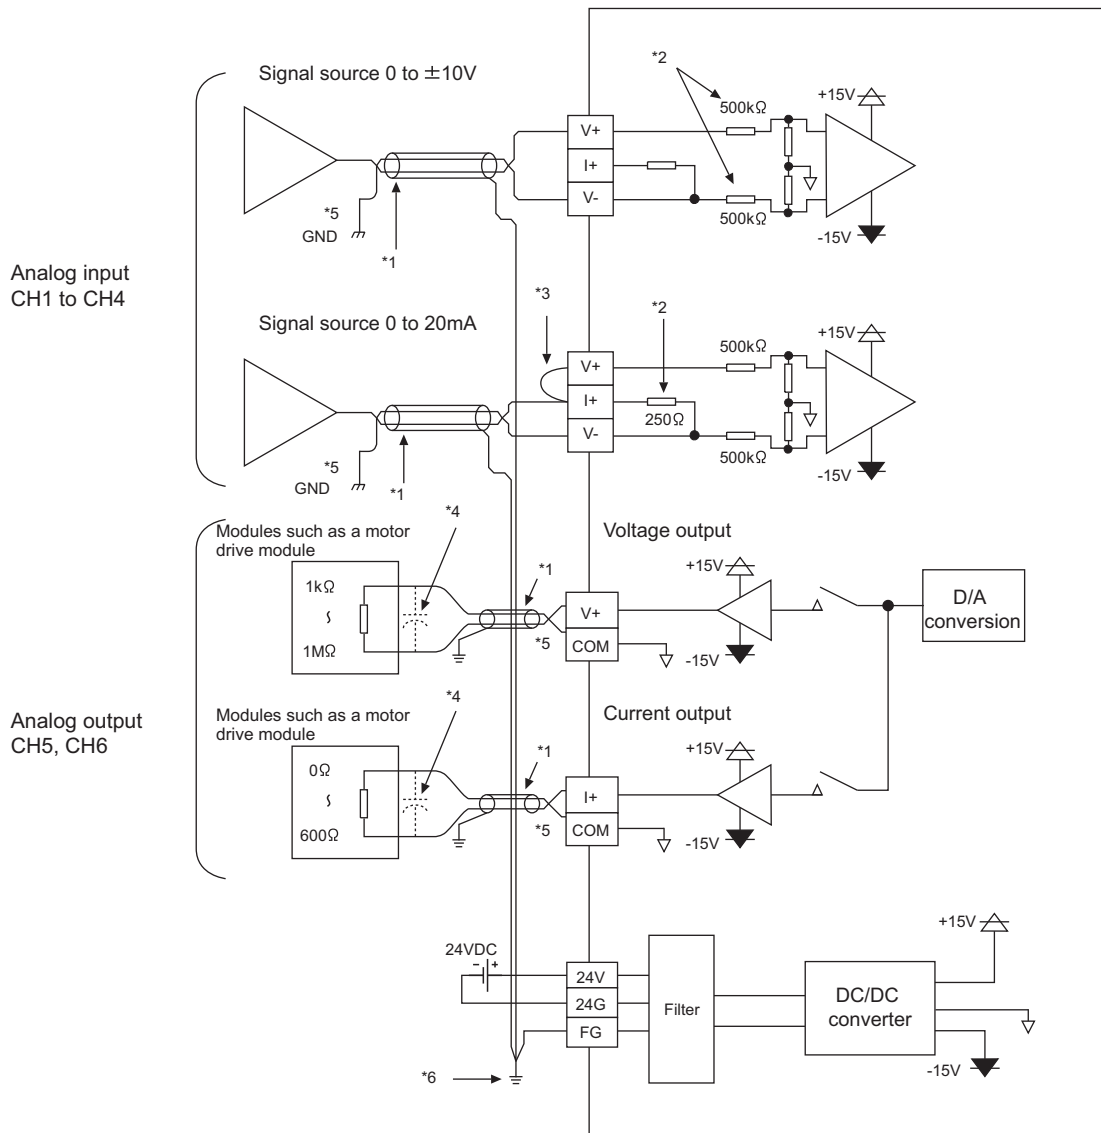 Signal source 0 to ±10V
*2
500kΩ
+15V
V+
I+
V-
500kΩ
-15V
*5
GND
*1
Analog input
CH1 to CH4
Signal source 0 to 20mA
*3
*2
500kΩ
+15V
V+
I+
V-
250Ω
500kΩ
-15V
*5
GND
*1
Modules such as a motor
drive module
*4
1kΩ
~
1MΩ
*1
*5
Voltage output
V+
COM
+15V
-15V
D/A
conversion
Analog output
CH5, CH6
Modules such as a motor
drive module
*4
0Ω
~
600Ω
*1
*5
Current output
I+
COM
+15V
-15V
24VDC
- +
24V
24G
FG
*6
Filter
DC/DC
converter
+15V
-15V